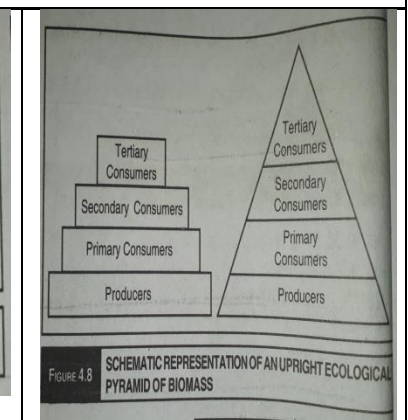 Tertiary
Consumers
Secondary Consumers
Primary Consumers
Producers
Tertiary
Consumers
Secondary
Consumers
Primary
Consumers
Producers
FIGURE 4.8
SCHEMATIC REPRESENTATION OF AN UPRIGHT ECOLOGICAL
PYRAMID OF BIOMASS